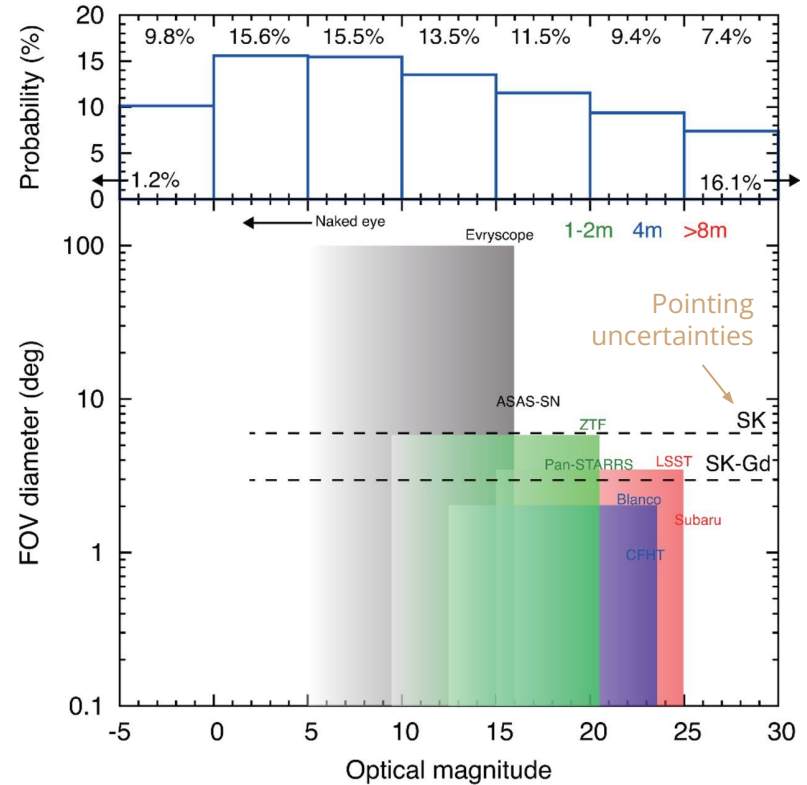 20
15
10
5
0
Probability (%)
9.8% 15.6% 15.5% 13.5% 11.5% 9.4% 7.4%
1.2%
16.1%
Naked eye
Evryscope
1-2m 4m >8m
Pointing
uncertainties
ASAS-SN
ZTF
SK
Pan-STARRS
LSST
SK-Gd
Blanco
Subaru
CFHT
100
10
1
0.1
FOV diameter (deg)
-5 0 5 10 15 20 25 30
Optical magnitude